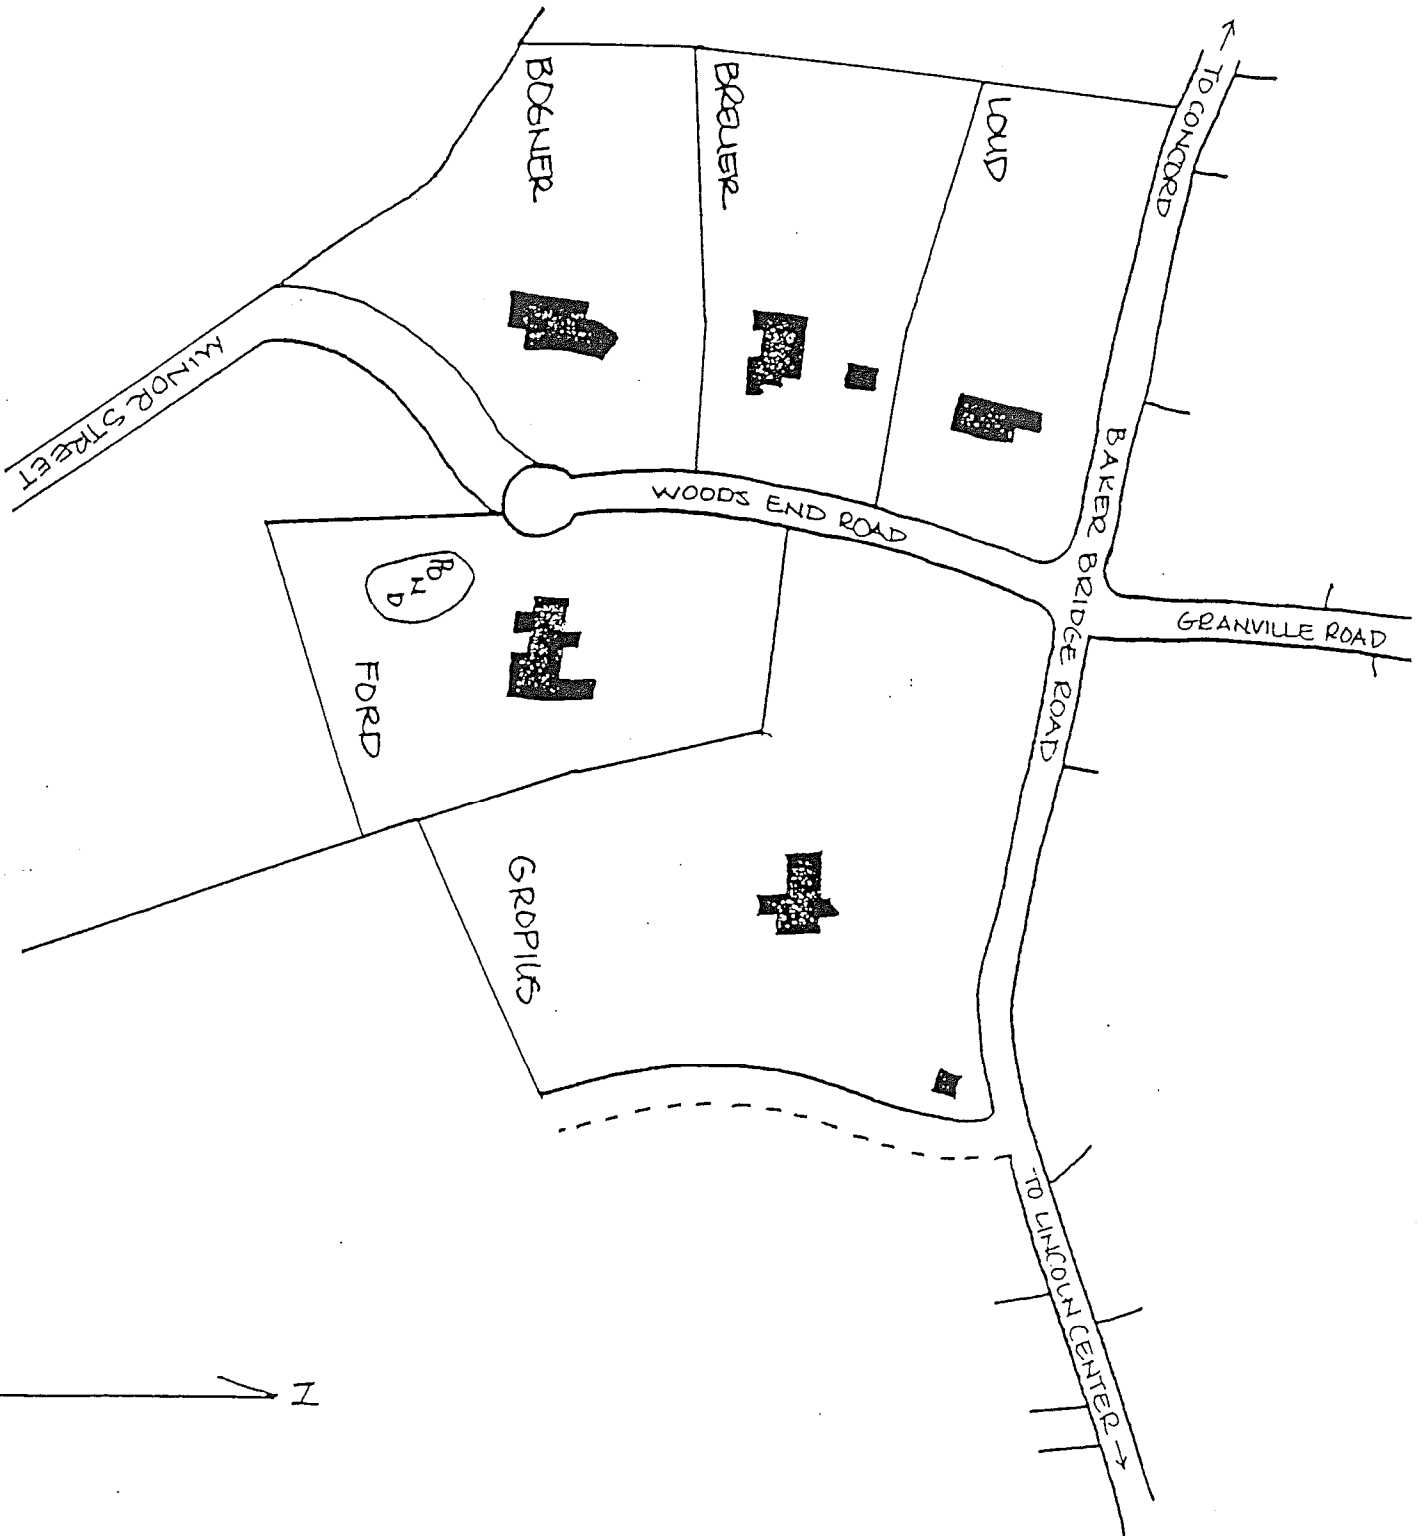 ← TO CONCORD
BAKER BRIDGE ROAD
GRANVILLE ROAD
LOUD
BREUER
BOGNER
WOODS END ROAD
MINOR STREET
POND
FORD
GROPIUS
TO LINCOLN CENTER →
N